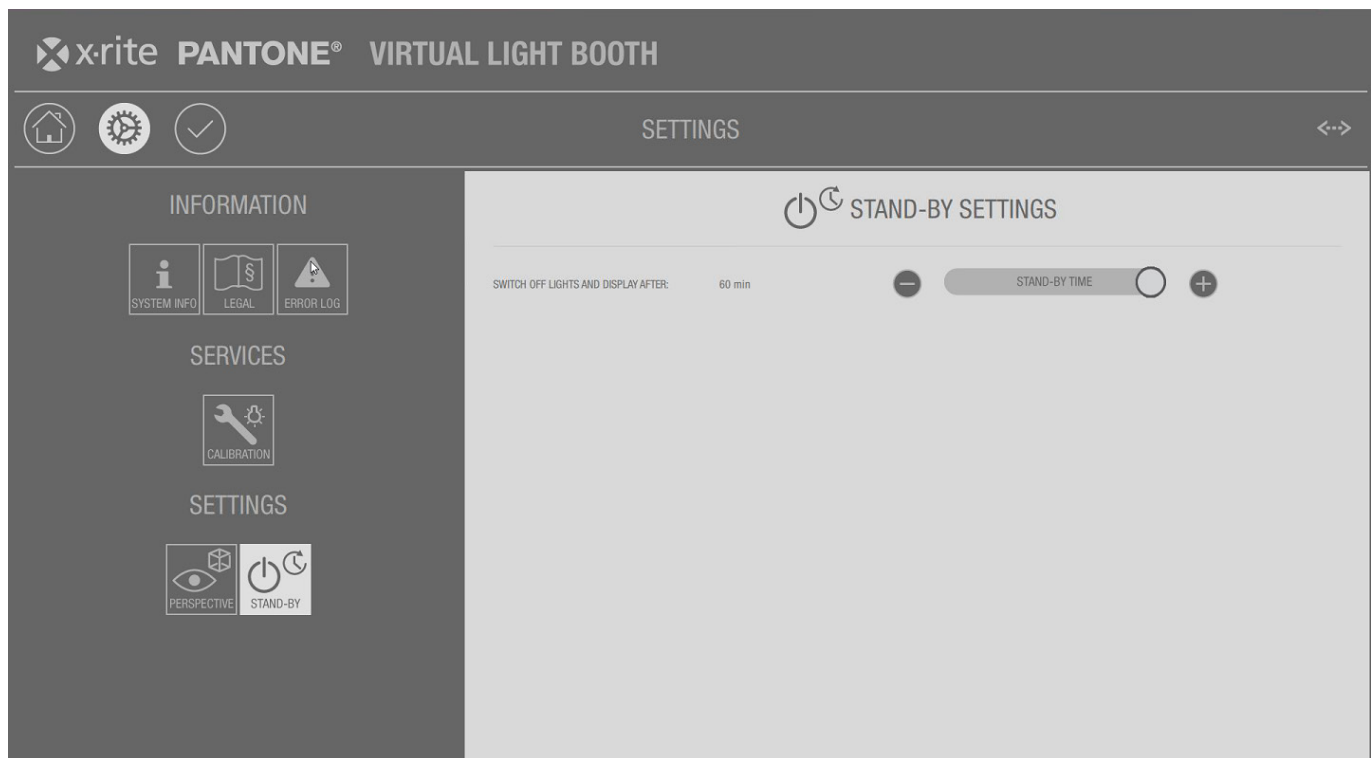 x·rite PANTONE® VIRTUAL LIGHT BOOTH
SETTINGS
INFORMATION
i
§
SYSTEM INFO
LEGAL
ERROR LOG
SERVICES
CALIBRATION
SETTINGS
PERSPECTIVE
STAND-BY
STAND-BY SETTINGS
SWITCH OFF LIGHTS AND DISPLAY AFTER: 60 min
STAND-BY TIME